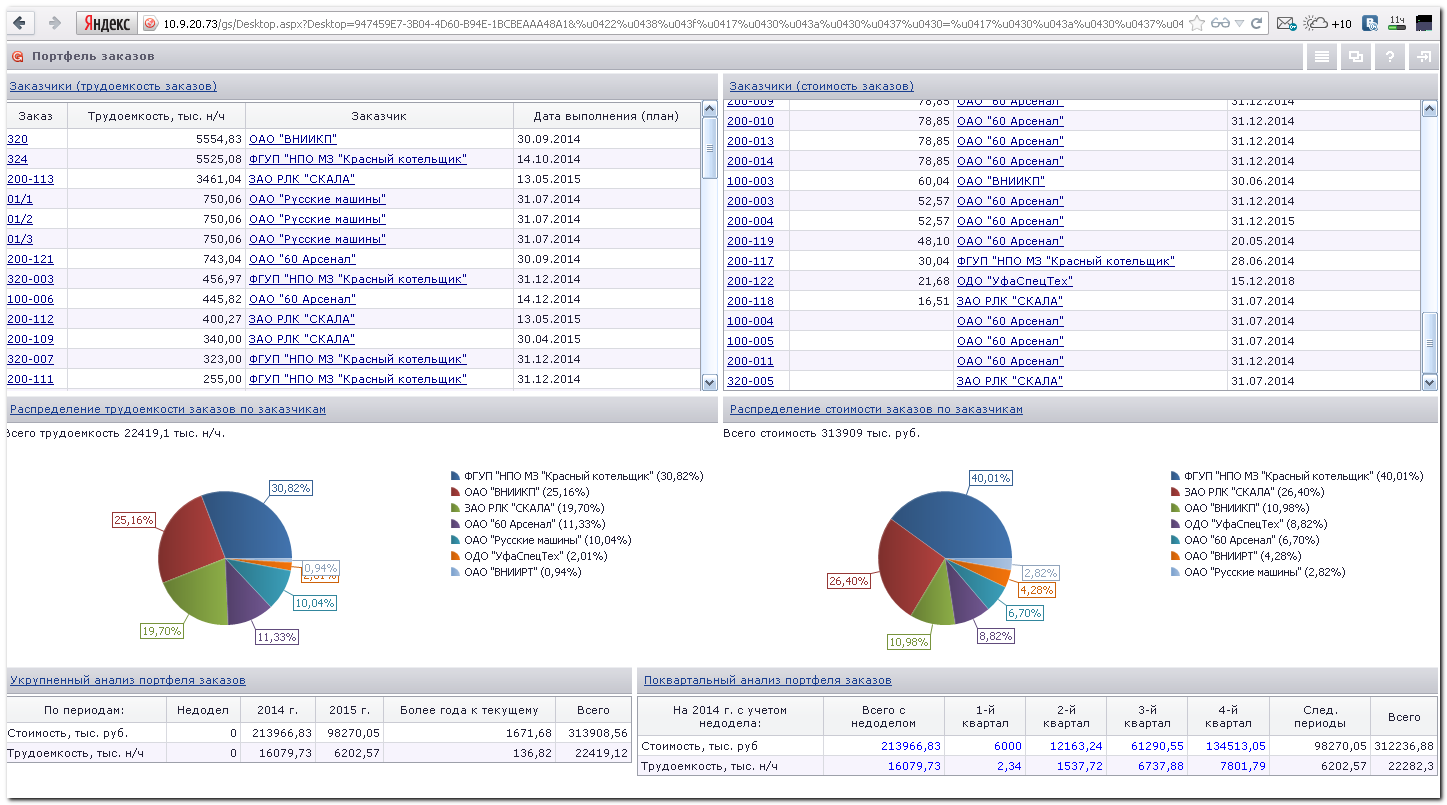 Яндекс 10.9.20.73/gs/Desktop.aspx?Desktop=947459E7-3B04-4D60-B94E-1BCBEAAA48A1&%u0422%u0438%u043f%u0417%u0430%u043a%u0430%u0437%u0430=%u0417%u0430%u043a%u0430%u0437%u04 +10 11ч
Портфель заказов
Заказчики (трудоемкость заказов)
Заказ Трудоемкость, тыс. н/ч Заказчик Дата выполнения (план)
320 5554,83 ОАО "ВНИИКП" 30.09.2014
324 5525,08 ФГУП "НПО МЗ "Красный котельщик" 14.10.2014
200-113 3461,04 ЗАО РЛК "СКАЛА" 13.05.2015
01/1 750,06 ОАО "Русские машины" 31.07.2014
01/2 750,06 ОАО "Русские машины" 31.07.2014
01/3 750,06 ОАО "Русские машины" 31.07.2014
200-121 743,04 ОАО "60 Арсенал" 30.09.2014
320-003 456,97 ФГУП "НПО МЗ "Красный котельщик" 31.12.2014
100-006 445,82 ОАО "60 Арсенал" 14.12.2014
200-112 400,27 ЗАО РЛК "СКАЛА" 13.05.2015
200-109 340,00 ЗАО РЛК "СКАЛА" 30.04.2015
320-007 323,00 ФГУП "НПО МЗ "Красный котельщик" 31.12.2014
200-111 255,00 ФГУП "НПО МЗ "Красный котельщик" 31.12.2014
Заказчики (стоимость заказов)
200-009 78,85 ОАО "60 Арсенал" 31.12.2014
200-010 78,85 ОАО "60 Арсенал" 31.12.2014
200-013 78,85 ОАО "60 Арсенал" 31.12.2014
200-014 78,85 ОАО "60 Арсенал" 31.12.2014
100-003 60,04 ОАО "ВНИИКП" 30.06.2014
200-003 52,57 ОАО "60 Арсенал" 31.12.2014
200-004 52,57 ОАО "60 Арсенал" 31.12.2015
200-119 48,10 ОАО "60 Арсенал" 20.05.2014
200-117 30,04 ФГУП "НПО МЗ "Красный котельщик" 28.06.2014
200-122 21,68 ОДО "УфаСпецТех" 15.12.2018
200-118 16,51 ЗАО РЛК "СКАЛА" 31.07.2014
100-004 ОАО "60 Арсенал" 31.07.2014
100-005 ОАО "60 Арсенал" 31.07.2014
200-011 ОАО "60 Арсенал" 31.12.2014
320-005 ЗАО РЛК "СКАЛА" 31.07.2014
Распределение трудоемкости заказов по заказчикам
Всего трудоемкость 22419,1 тыс. н/ч.
30,82%
25,16%
0,94%
2,01%
10,04%
19,70%
11,33%
ФГУП "НПО МЗ "Красный котельщик" (30,82%)
ОАО "ВНИИКП" (25,16%)
ЗАО РЛК "СКАЛА" (19,70%)
ОАО "60 Арсенал" (11,33%)
ОАО "Русские машины" (10,04%)
ОДО "УфаСпецТех" (2,01%)
ОАО "ВНИИРТ" (0,94%)
Распределение стоимости заказов по заказчикам
Всего стоимость 313909 тыс. руб.
40,01%
26,40%
2,82%
4,28%
6,70%
8,82%
10,98%
ФГУП "НПО МЗ "Красный котельщик" (40,01%)
ЗАО РЛК "СКАЛА" (26,40%)
ОАО "ВНИИКП" (10,98%)
ОДО "УфаСпецТех" (8,82%)
ОАО "60 Арсенал" (6,70%)
ОАО "ВНИИРТ" (4,28%)
ОАО "Русские машины" (2,82%)
Укрупненный анализ портфеля заказов
По периодам: Недодел 2014 г. 2015 г. Более года к текущему Всего
Стоимость, тыс. руб. 0 213966,83 98270,05 1671,68 313908,56
Трудоемкость, тыс. н/ч 0 16079,73 6202,57 136,82 22419,12
Поквартальный анализ портфеля заказов
На 2014 г. с учетом недодела: Всего с недоделом 1-й квартал 2-й квартал 3-й квартал 4-й квартал След. периоды Всего
Стоимость, тыс. руб 213966,83 6000 12163,24 61290,55 134513,05 98270,05 312236,88
Трудоемкость, тыс. н/ч 16079,73 2,34 1537,72 6737,88 7801,79 6202,57 22282,3